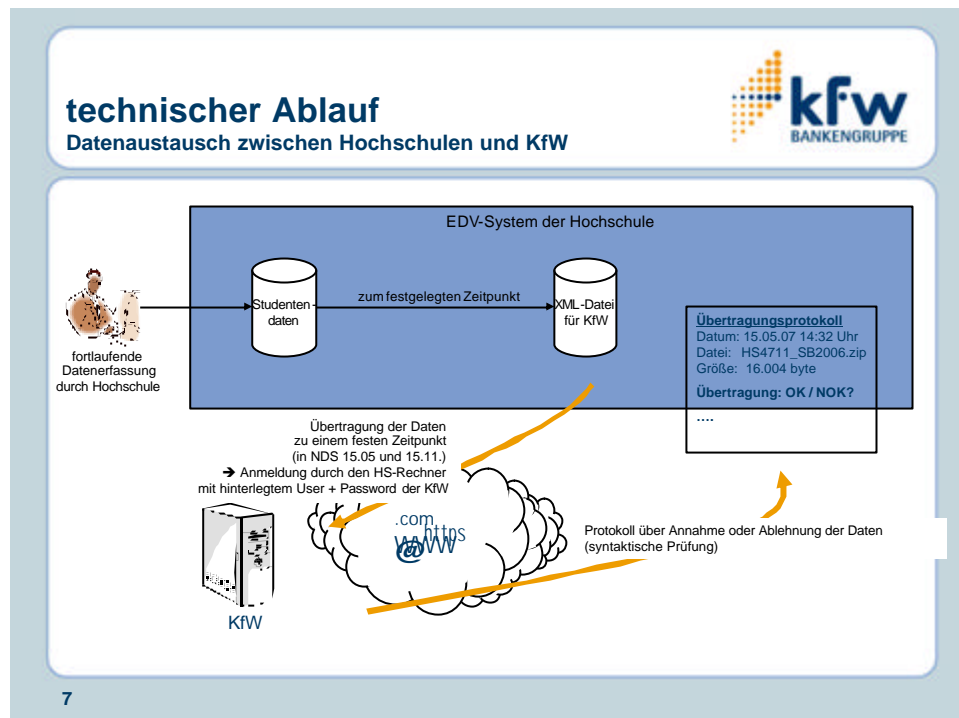 technischer Ablauf
Datenaustausch zwischen Hochschulen und KfW
kfw
BANKENGRUPPE
EDV-System der Hochschule
Studenten-
daten
zum festgelegten Zeitpunkt
XML-Datei
für KfW
fortlaufende
Datenerfassung
durch Hochschule
Übertragungsprotokoll
Datum: 15.05.07 14:32 Uhr
Datei: HS4711_SB2006.zip
Größe: 16.004 byte
Übertragung: OK / NOK?
....
Übertragung der Daten
zu einem festen Zeitpunkt
(in NDS 15.05 und 15.11.)
➔ Anmeldung durch den HS-Rechner
mit hinterlegtem User + Password der KfW
.com
https
WWW
@
Protokoll über Annahme oder Ablehnung der Daten
(syntaktische Prüfung)
KfW
7